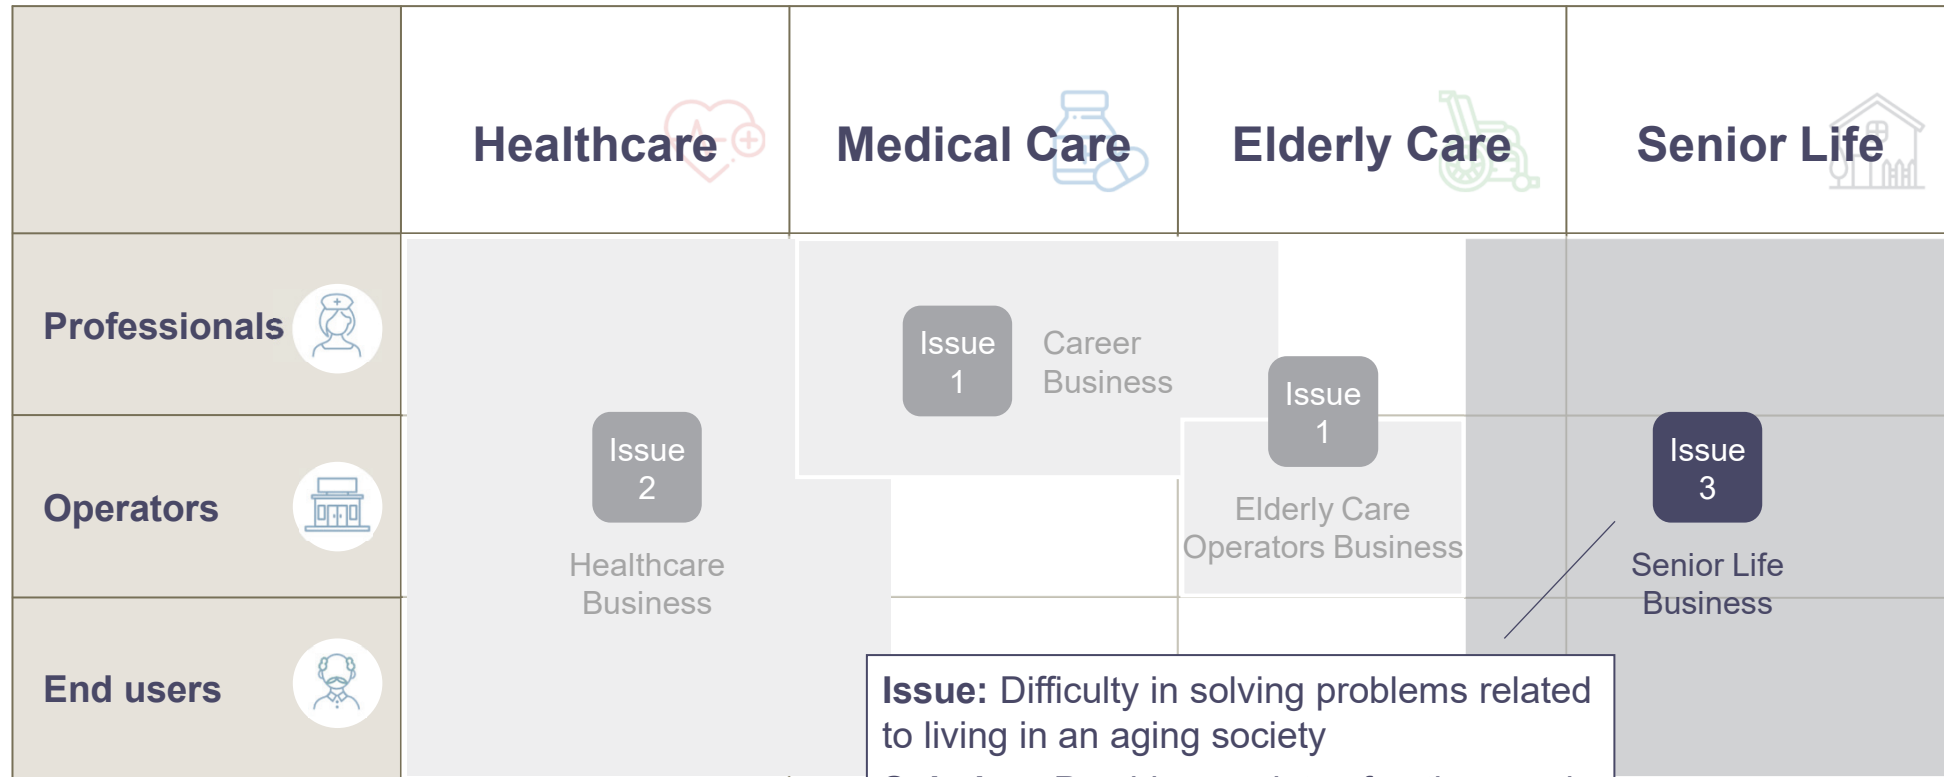 Healthcare
Medical Care
Elderly Care
Senior Life
Professionals
Operators
End users
Issue
1
Career
Business
Issue
1
Issue
2
Issue
3
Elderly Care
Operators Business
Healthcare
Business
Senior Life
Business
Issue: Difficulty in solving problems related
to living in an aging society